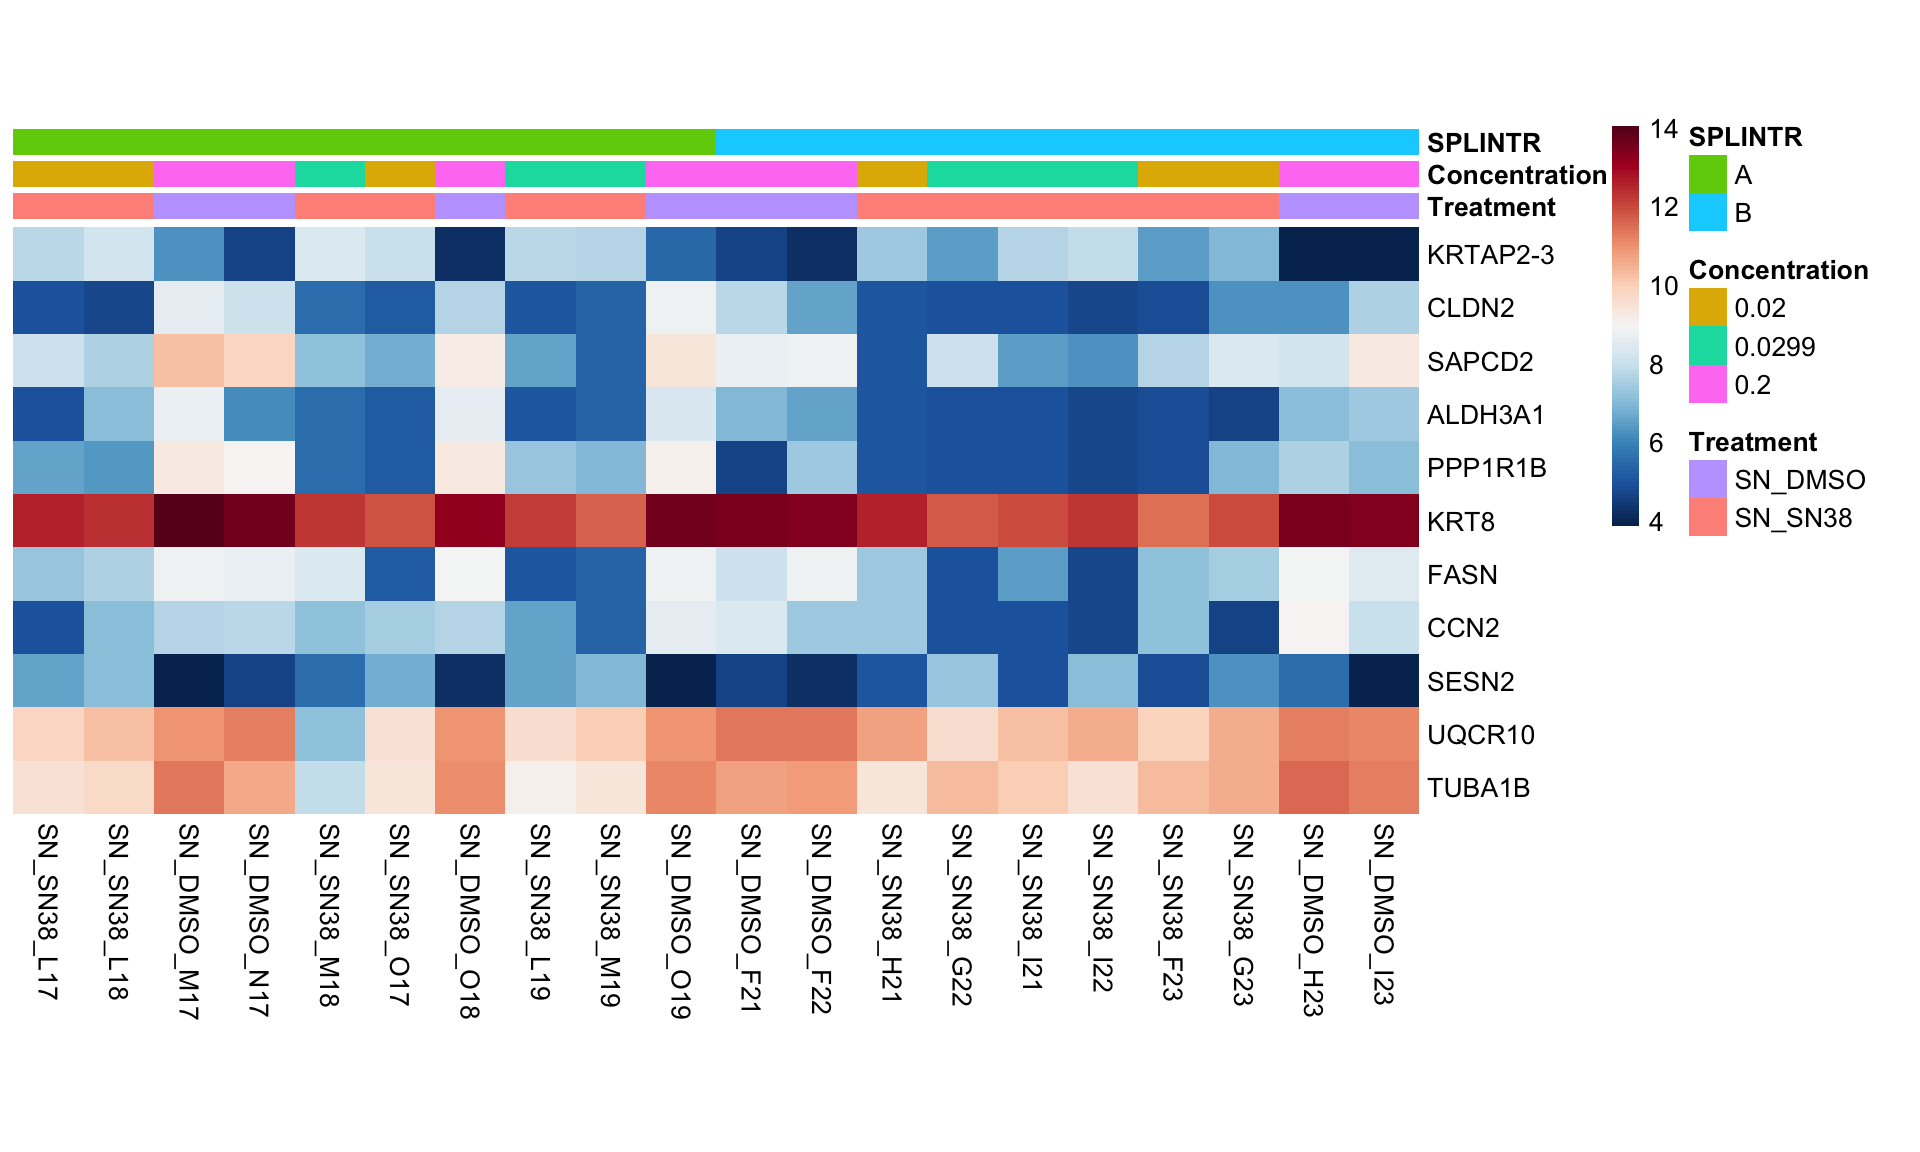 SPLINTR
Concentration
Treatment
KRTAP2-3
CLDN2
SAPCD2
ALDH3A1
PPP1R1B
KRT8
FASN
CCN2
SESN2
UQCR10
TUBA1B
SN_SN38_L17
SN_SN38_L18
SN_DMSO_M17
SN_DMSO_N17
SN_SN38_M18
SN_SN38_O17
SN_DMSO_O18
SN_SN38_L19
SN_SN38_M19
SN_DMSO_O19
SN_DMSO_F21
SN_DMSO_F22
SN_SN38_H21
SN_SN38_G22
SN_SN38_I21
SN_SN38_I22
SN_SN38_F23
SN_SN38_G23
SN_DMSO_H23
SN_DMSO_I23
14
12
10
8
6
4
SPLINTR
A
B
Concentration
0.02
0.0299
0.2
Treatment
SN_DMSO
SN_SN38